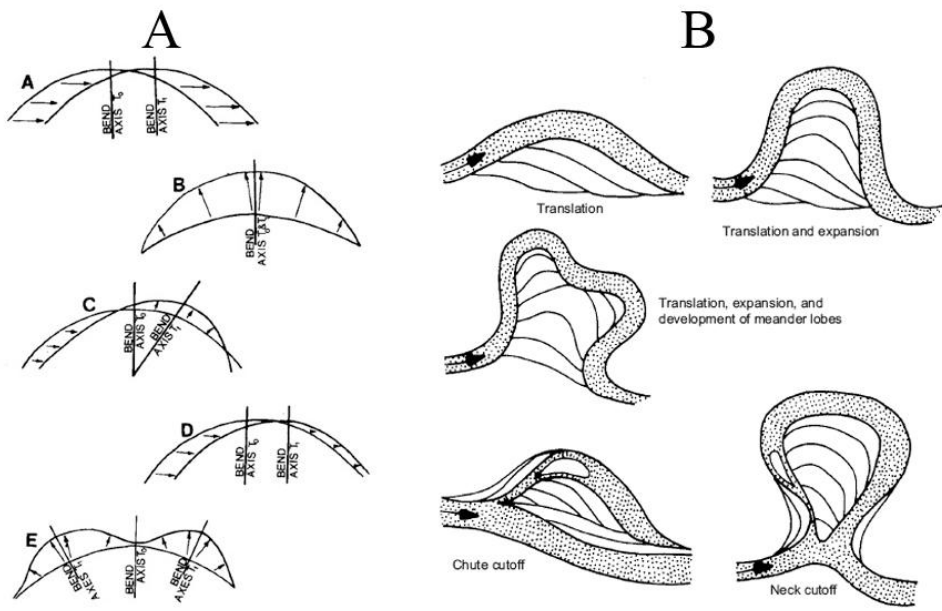 A
B
A
BEND
AXIS T₀
BEND
AXIS T₁
B
BEND
AXIS T₀&T₁
C
BEND
AXIS T₀
BEND
AXIS T₁
D
BEND
AXIS T₀
BEND
AXIS T₁
E
BEND
AXES T₁
BEND
AXIS T₀
BEND
AXES T₁
Translation
Translation and expansion
Translation, expansion, and
development of meander lobes
Chute cutoff
Neck cutoff